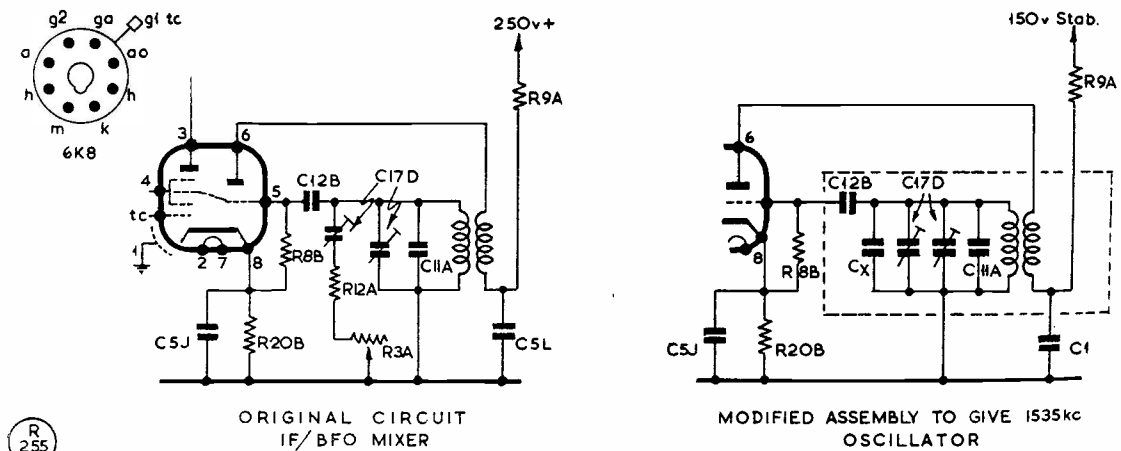 g2 ga g1 tc
a ao
h h
m k
6K8
250v+
R9A
3 6
4 5
tc
1
2 7 8
C12B C17D
R8B
C11A
R12A
R3A
C5J R20B C5L
ORIGINAL CIRCUIT
IF/BFO MIXER
R
255
150v Stab.
R9A
6
C12B C17D
8
R8B
Cx C11A
C5J R20B C1
MODIFIED ASSEMBLY TO GIVE 1535kc
OSCILLATOR